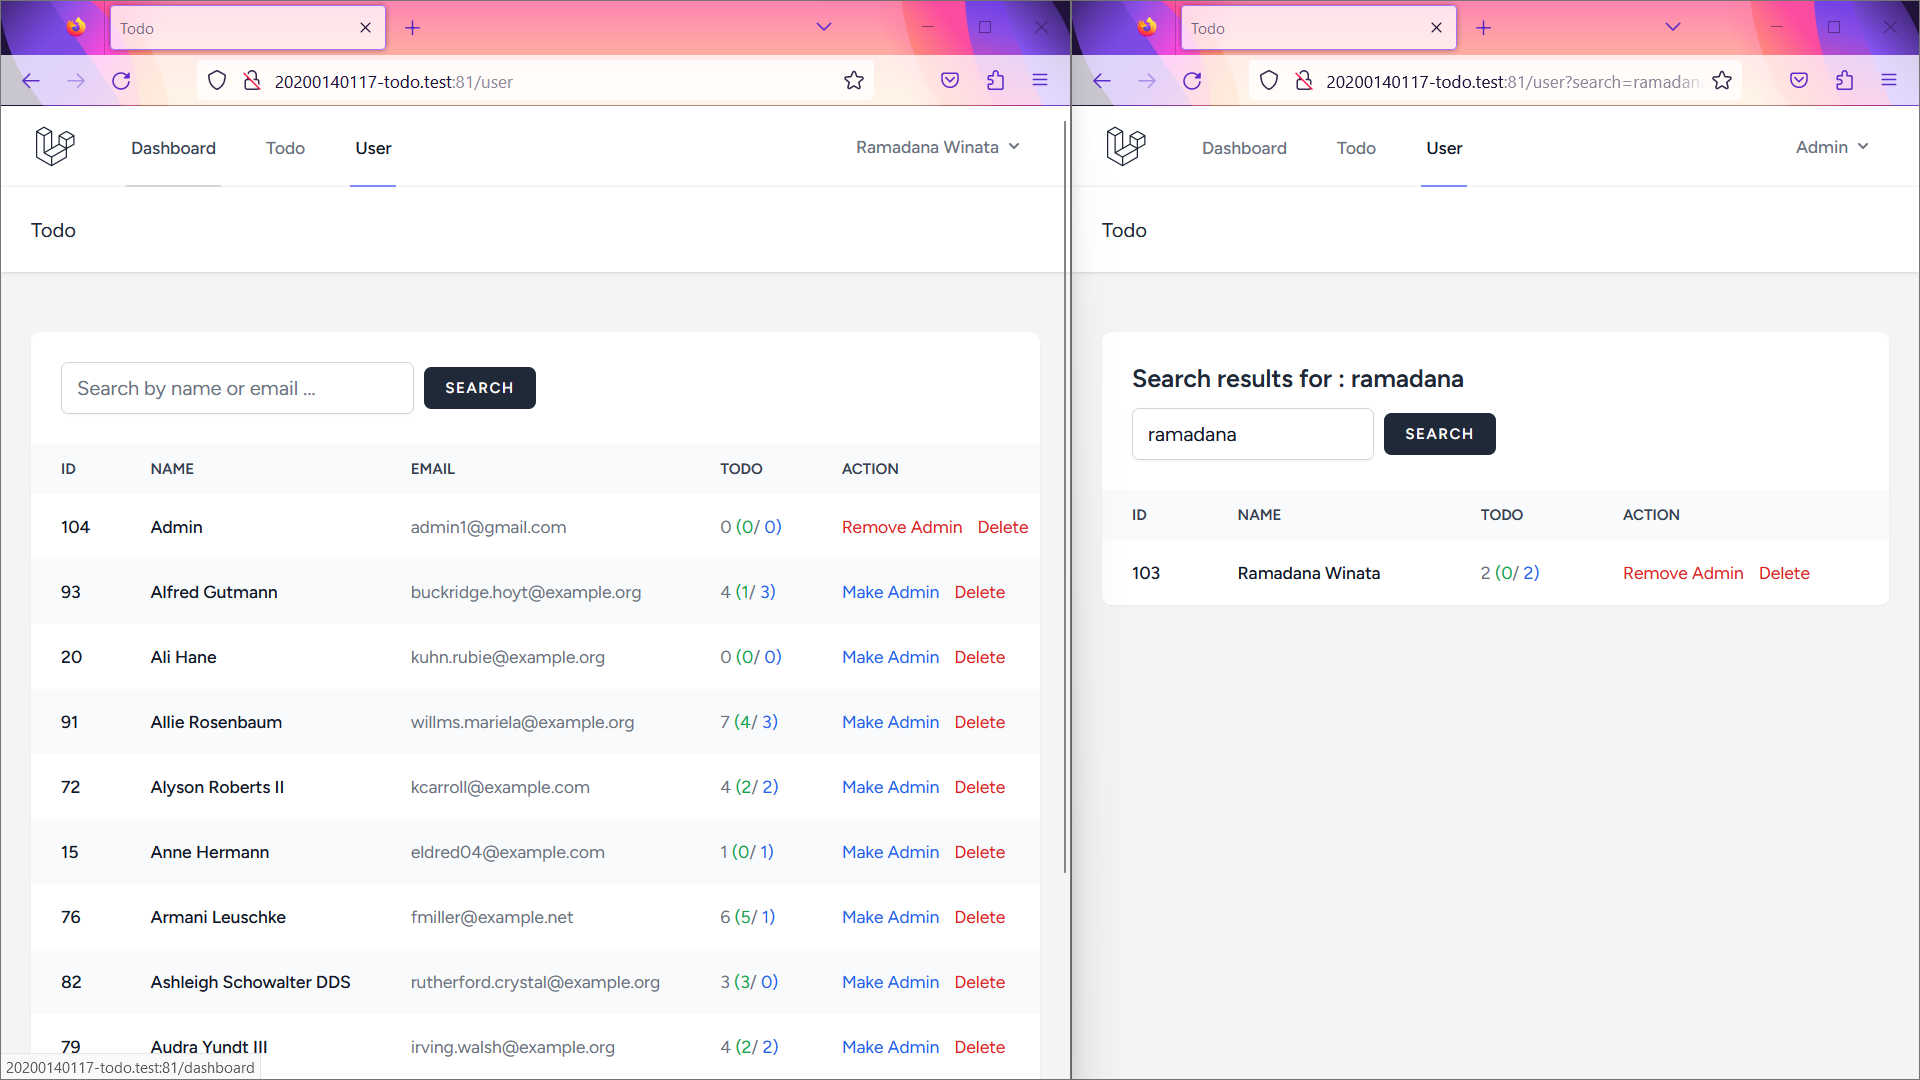 Todo
20200140117-todo.test:81/user
Dashboard Todo User Ramadana Winata
Todo
Search by name or email ... SEARCH
ID NAME EMAIL TODO ACTION
104 Admin admin1@gmail.com 0 (0/ 0) Remove Admin Delete
93 Alfred Gutmann buckridge.hoyt@example.org 4 (1/ 3) Make Admin Delete
20 Ali Hane kuhn.rubie@example.org 0 (0/ 0) Make Admin Delete
91 Allie Rosenbaum willms.mariela@example.org 7 (4/ 3) Make Admin Delete
72 Alyson Roberts II kcarroll@example.com 4 (2/ 2) Make Admin Delete
15 Anne Hermann eldred04@example.com 1 (0/ 1) Make Admin Delete
76 Armani Leuschke fmiller@example.net 6 (5/ 1) Make Admin Delete
82 Ashleigh Schowalter DDS rutherford.crystal@example.org 3 (3/ 0) Make Admin Delete
79 Audra Yundt III irving.walsh@example.org 4 (2/ 2) Make Admin Delete
20200140117-todo.test:81/dashboard
Todo
20200140117-todo.test:81/user?search=ramadana
Dashboard Todo User Admin
Todo
Search results for : ramadana
ramadana SEARCH
ID NAME TODO ACTION
103 Ramadana Winata 2 (0/ 2) Remove Admin Delete